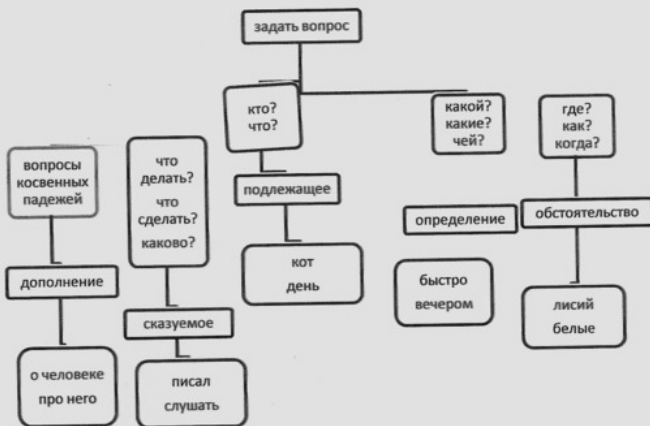 задать вопрос
кто?
что?
какой?
какие?
чей?
где?
как?
когда?
вопросы
косвенных
падежей
что
делать?
что
сделать?
каково?
подлежащее
определение
обстоятельство
дополнение
кот
день
быстро
вечером
лисий
белые
сказуемое
о человеке
про него
писал
слушать